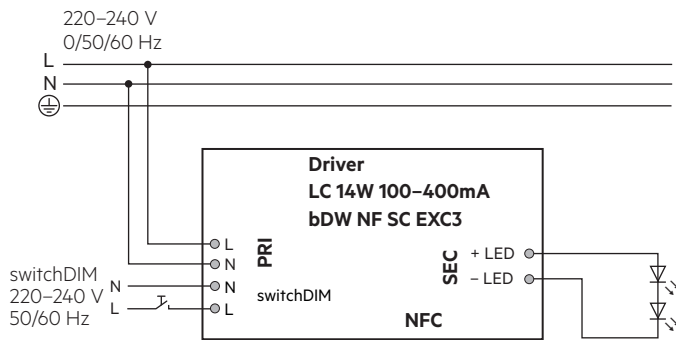 220–240 V
0/50/60 Hz
L
N
Driver
LC 14W 100–400mA
bDW NF SC EXC3
PRI
L
N
N
L
switchDIM
SEC
+ LED
– LED
NFC
switchDIM
220–240 V
50/60 Hz
N
L